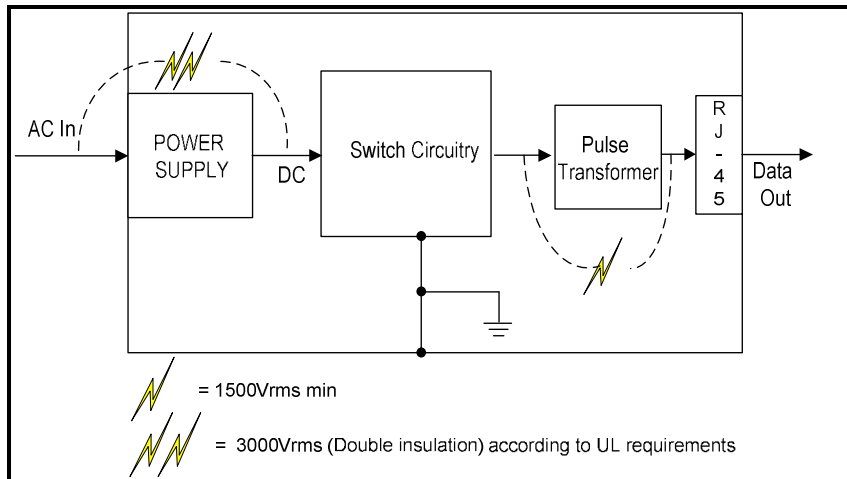 AC In
POWER
SUPPLY
DC
Switch Circuitry
Pulse
Transformer
R
J
-
4
5
Data
Out
= 1500Vrms min
= 3000Vrms (Double insulation) according to UL requirements